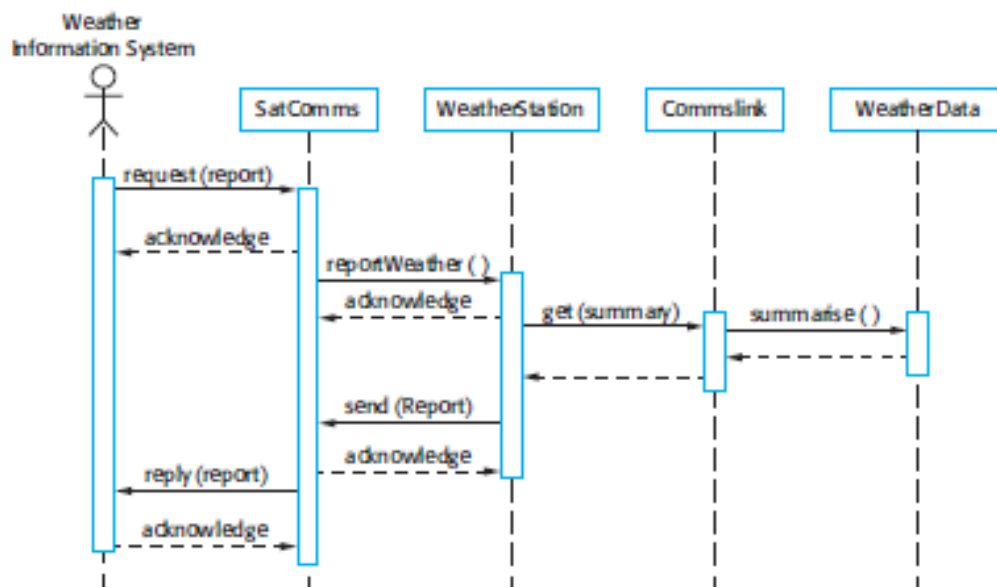 Weather
Information System
SatComms
WeatherStation
Commslink
WeatherData
request (report)
acknowledge
reportWeather ( )
acknowledge
get (summary)
summarise ( )
send (Report)
acknowledge
reply (report)
acknowledge